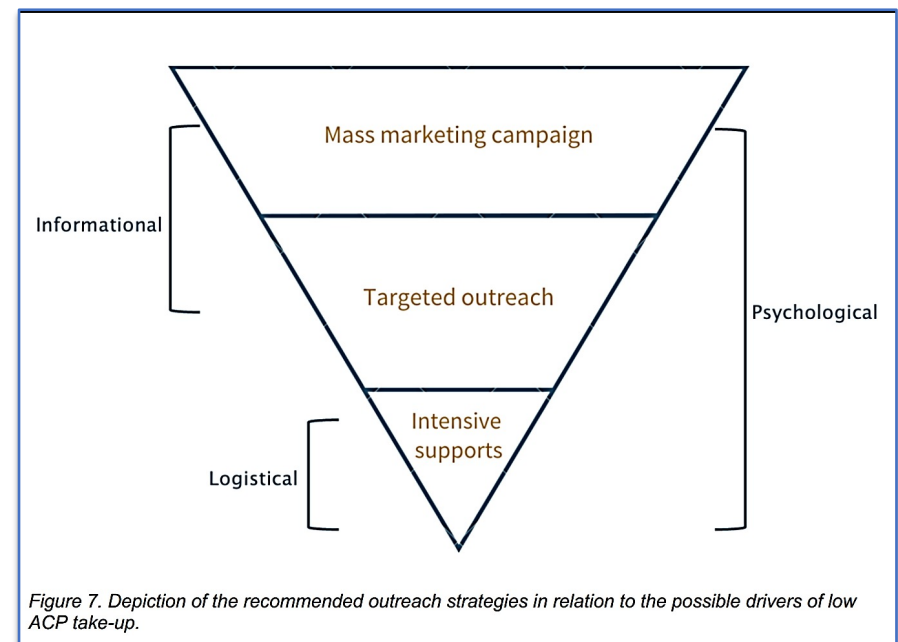 Mass marketing campaign
Informational
Targeted outreach
Psychological
Intensive
supports
Logistical
Figure 7. Depiction of the recommended outreach strategies in relation to the possible drivers of low
ACP take-up.